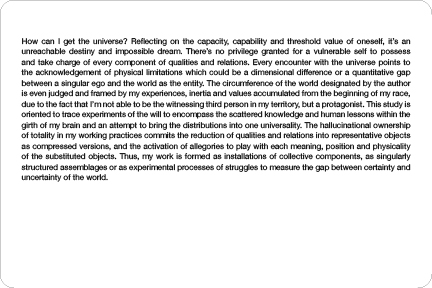 How can I get the universe? Reflecting on the capacity, capability and threshold value of oneself, it's an
unreachable destiny and impossible dream. There's no privilege granted for a vulnerable self to possess
and take charge of every component of qualities and relations. Every encounter with the universe points to
the acknowledgement of physical limitations which could be a dimensional difference or a quantitative gap
between a singular ego and the world as the entity. The circumference of the world designated by the author
is even judged and framed by my experiences, inertia and values accumulated from the beginning of my race,
due to the fact that I'm not able to be the witnessing third person in my territory, but a protagonist. This study is
oriented to trace experiments of the will to encompass the scattered knowledge and human lessons within the
girth of my brain and an attempt to bring the distributions into one universality. The hallucinational ownership
of totality in my working practices commits the reduction of qualities and relations into representative objects
as compressed versions, and the activation of allegories to play with each meaning, position and physicality
of the substituted objects. Thus, my work is formed as installations of collective components, as singularly
structured assemblages or as experimental processes of struggles to measure the gap between certainty and
uncertainty of the world.